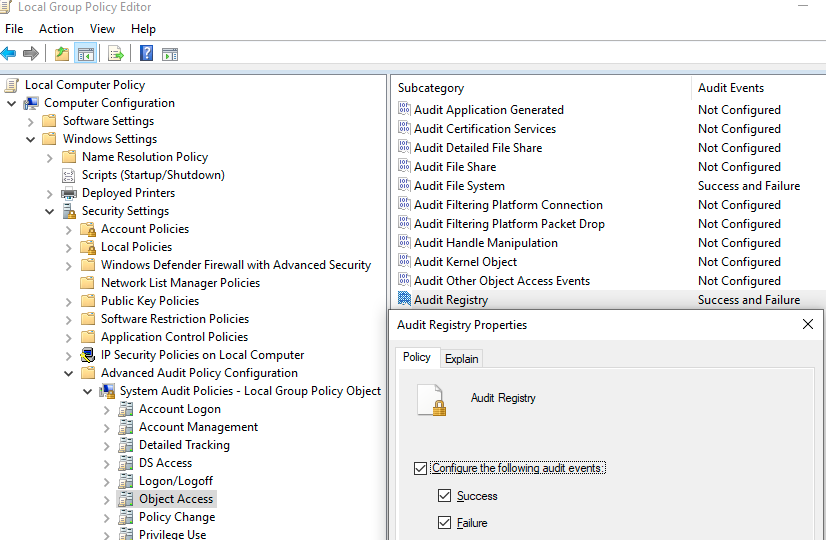 Local Group Policy Editor
File Action View Help
Local Computer Policy
Computer Configuration
Software Settings
Windows Settings
Name Resolution Policy
Scripts (Startup/Shutdown)
Deployed Printers
Security Settings
Account Policies
Local Policies
Windows Defender Firewall with Advanced Security
Network List Manager Policies
Public Key Policies
Software Restriction Policies
Application Control Policies
IP Security Policies on Local Computer
Advanced Audit Policy Configuration
System Audit Policies - Local Group Policy Object
Account Logon
Account Management
Detailed Tracking
DS Access
Logon/Logoff
Object Access
Policy Change
Privilege Use
Subcategory Audit Events
Audit Application Generated Not Configured
Audit Certification Services Not Configured
Audit Detailed File Share Not Configured
Audit File Share Not Configured
Audit File System Success and Failure
Audit Filtering Platform Connection Not Configured
Audit Filtering Platform Packet Drop Not Configured
Audit Handle Manipulation Not Configured
Audit Kernel Object Not Configured
Audit Other Object Access Events Not Configured
Audit Registry Success and Failure
Audit Registry Properties
Policy Explain
Audit Registry
Configure the following audit events:
Success
Failure